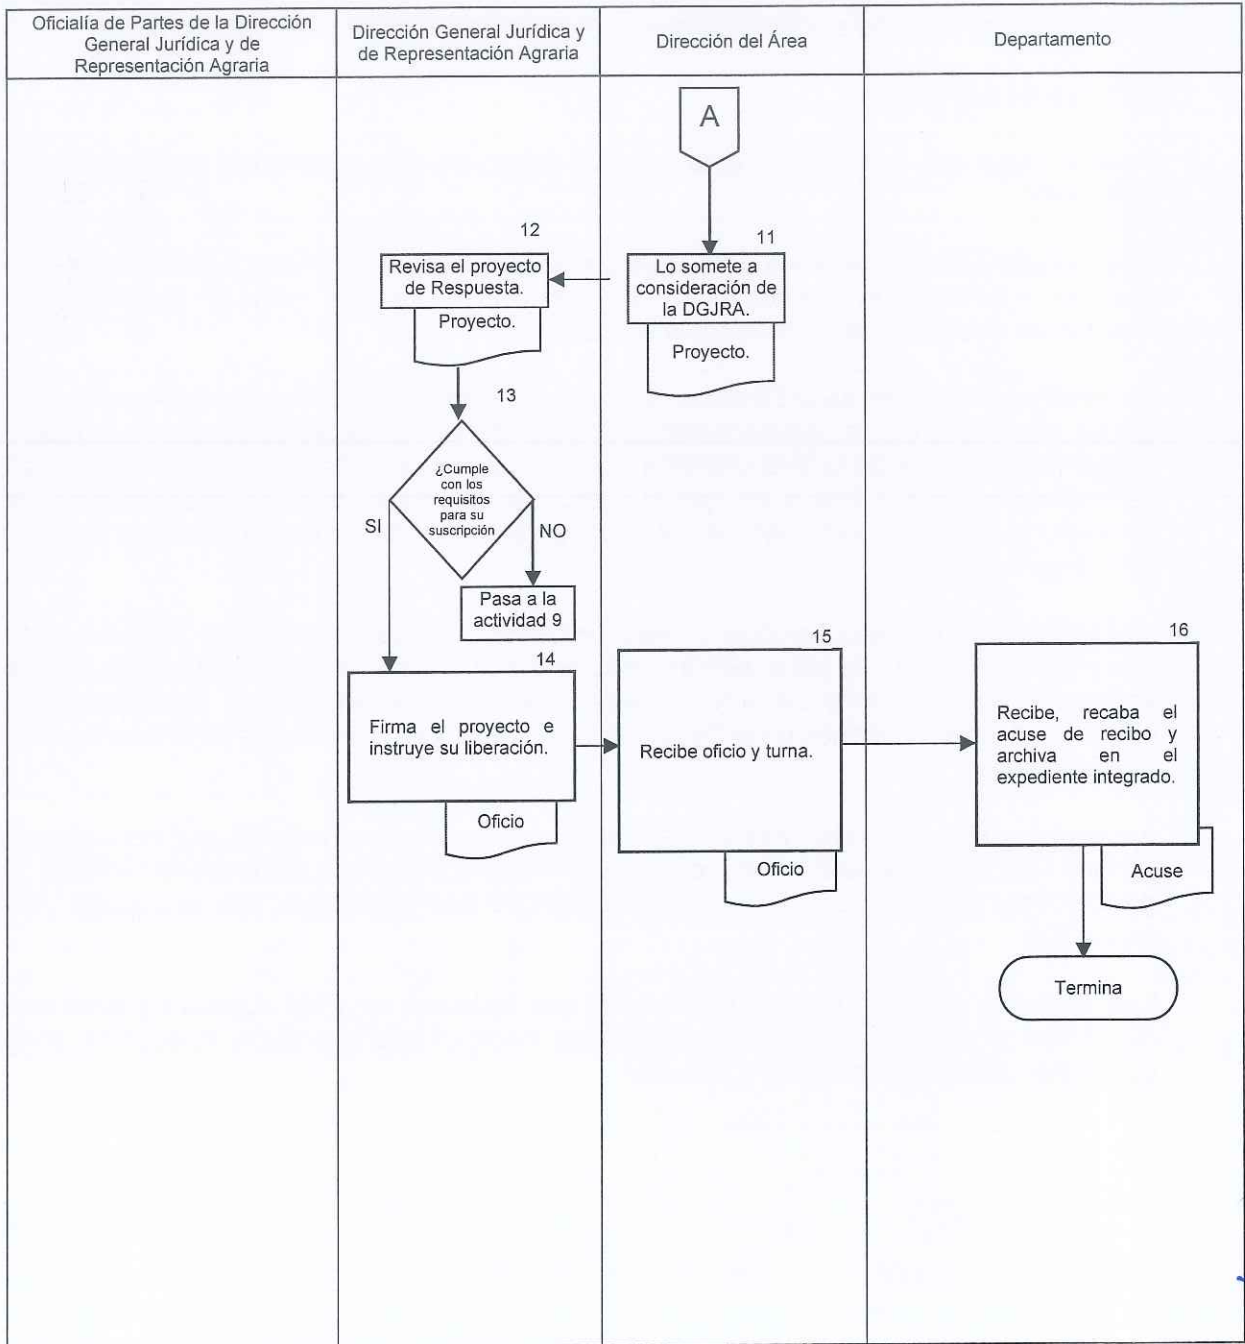 Oficialía de Partes de la Dirección
General Jurídica y de
Representación Agraria
Dirección General Jurídica y
de Representación Agraria
Dirección del Área
Departamento
A
11
Lo somete a
consideración de
la DGJRA.
Proyecto.
12
Revisa el proyecto
de Respuesta.
Proyecto.
13
¿Cumple
con los
requisitos
para su
suscripción
SI
NO
Pasa a la
actividad 9
14
Firma el proyecto e
instruye su liberación.
Oficio
15
Recibe oficio y turna.
Oficio
16
Recibe, recaba el
acuse de recibo y
archiva en el
expediente integrado.
Acuse
Termina